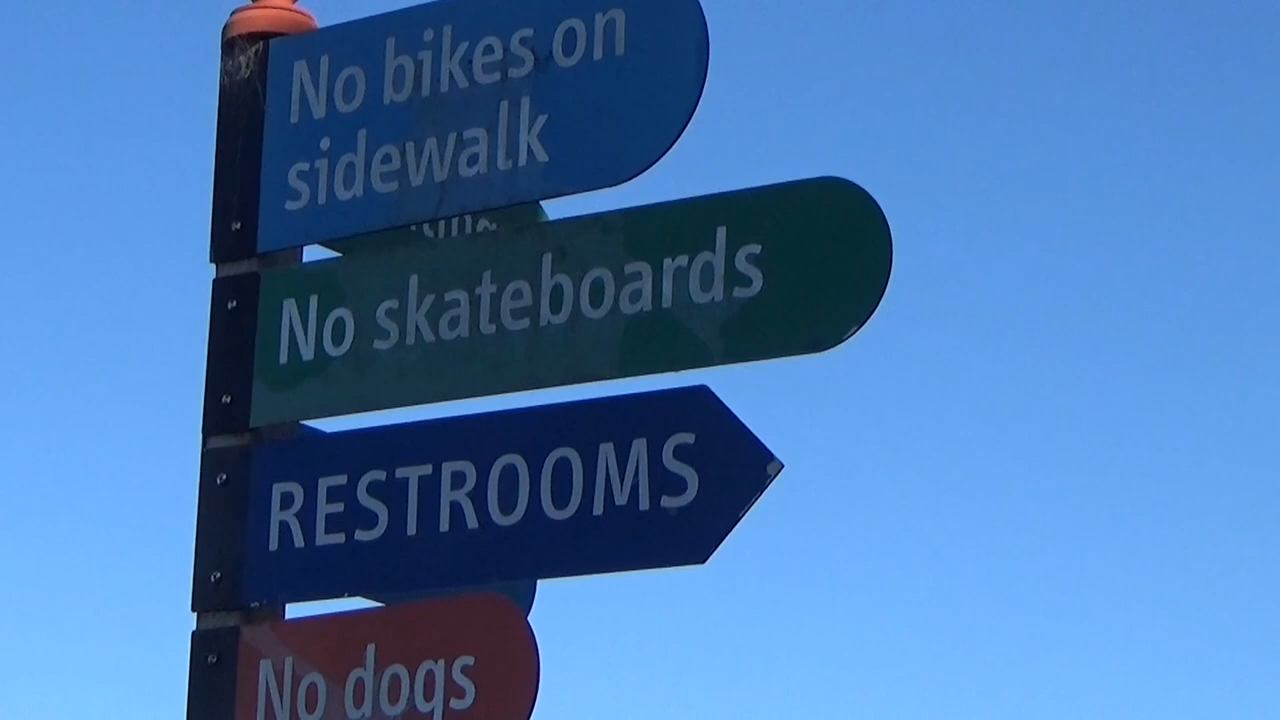 No bikes on
sidewalk
No skateboards
RESTROOMS
No dogs